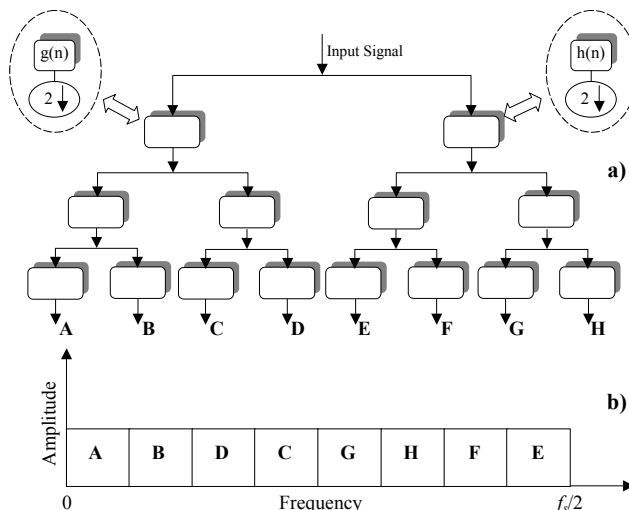 g(n)
2
Input Signal
h(n)
2
a)
A B C D E F G H
b)
Amplitude
A B D C G H F E
0 Frequency fs/2